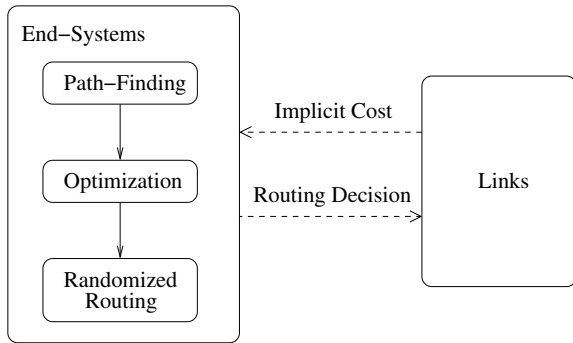 End−Systems
Path−Finding
Optimization
Randomized
Routing
Implicit Cost
Routing Decision
Links